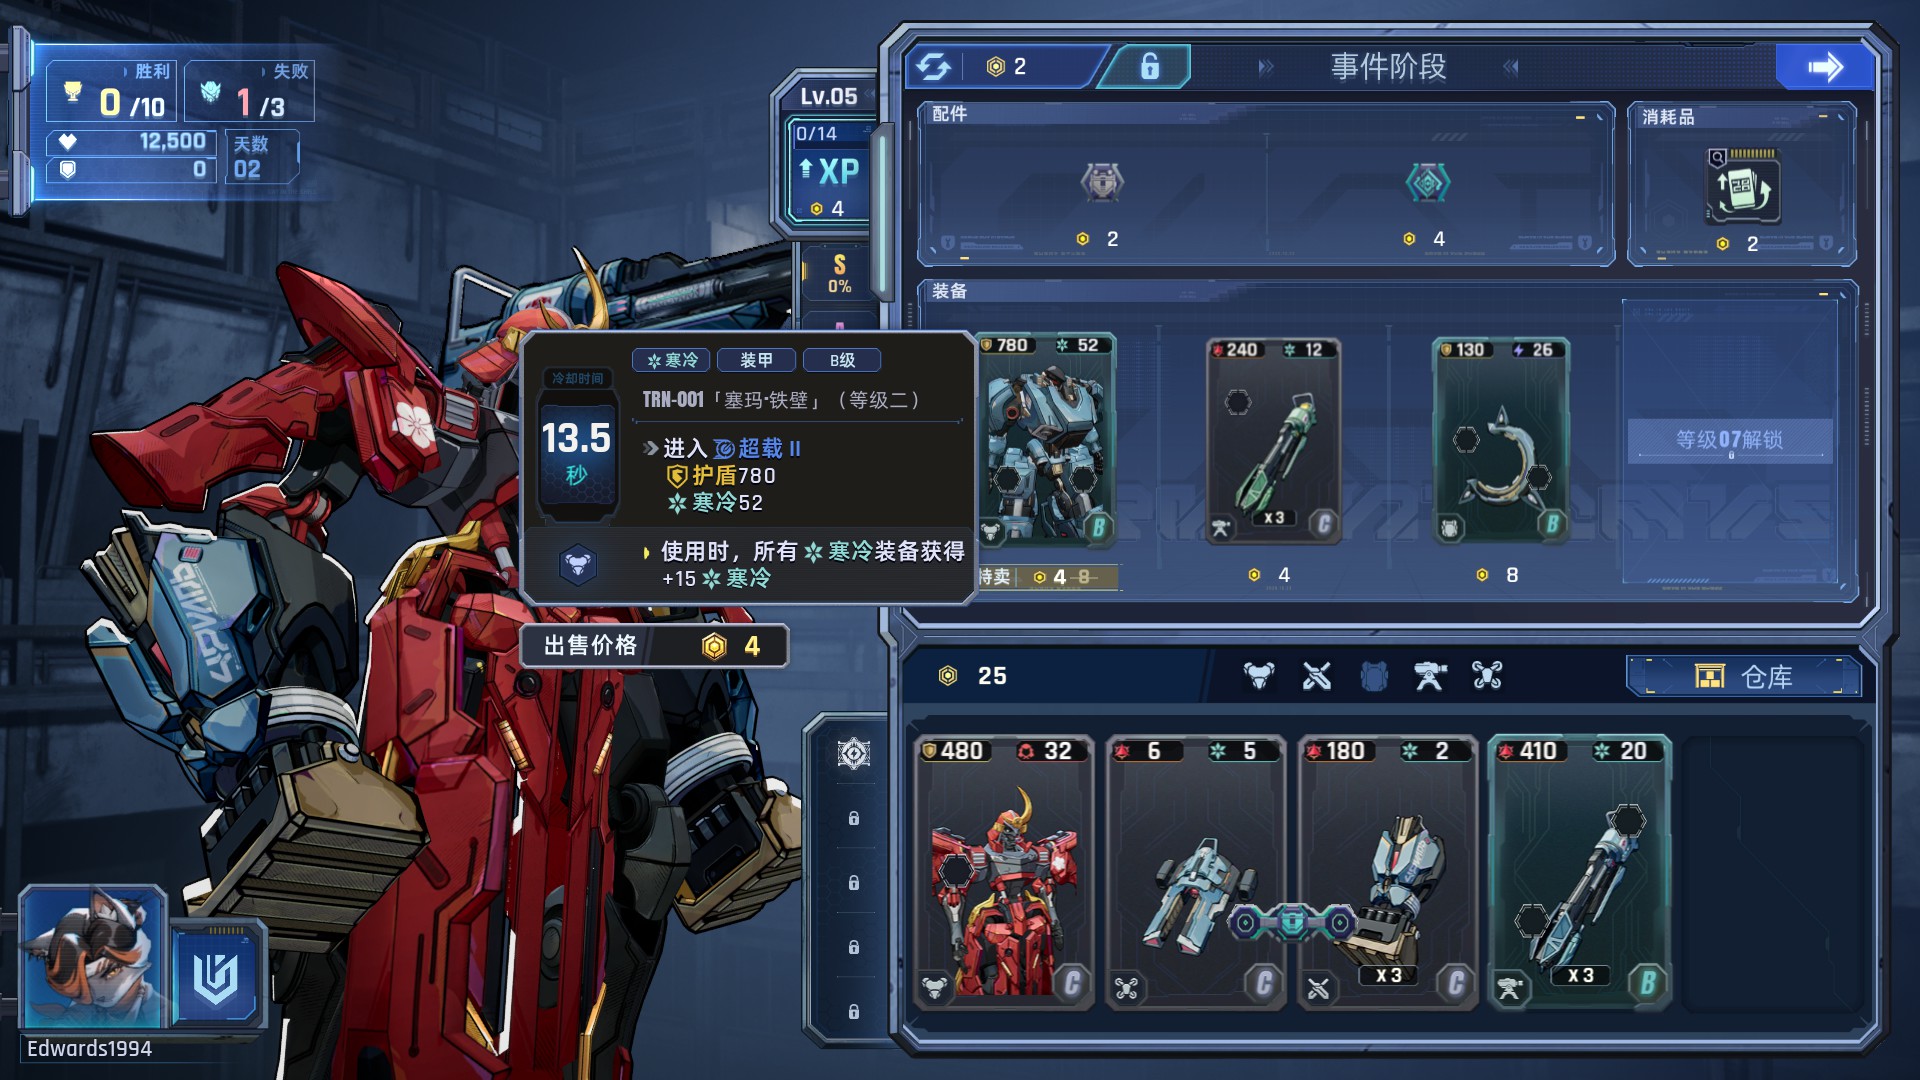 胜利
0 /10
失败
1 /3
12,500
0
天数
02
Lv.05
0/14
XP
4
S
0%
2
事件阶段
配件
2
4
消耗品
2
装备
780 52
特卖 4 8
240 12
x3
C
4
130 26
B
8
B
等级07解锁
寒冷 装甲 B级
冷却时间
13.5
秒
TRN-001「塞玛·铁壁」（等级二）
进入 超载 II
护盾780
寒冷52
使用时，所有 寒冷装备获得
+15 寒冷
出售价格 4
25
仓库
480 32
C
6 5
C
180 2
x3
C
410 20
x3
B
Edwards1994